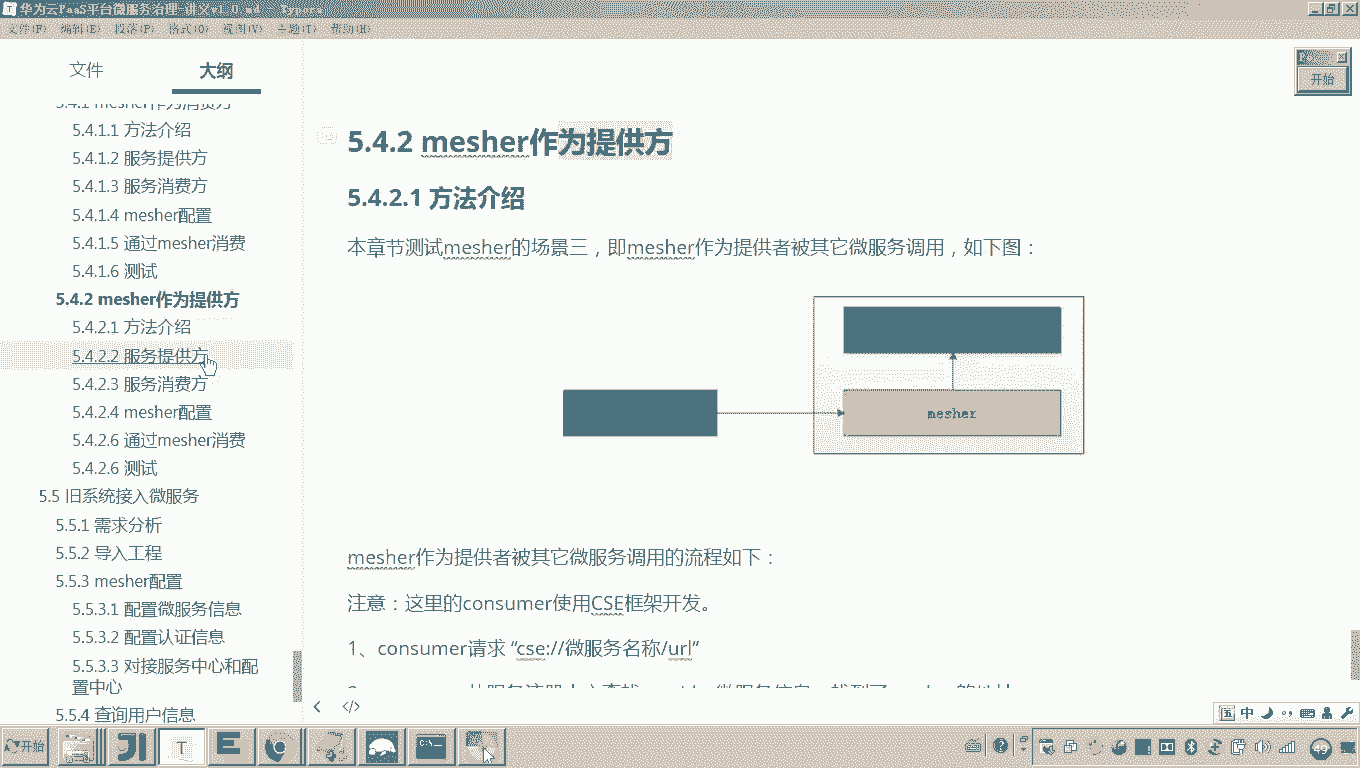 华为云PaaS平台微服务治理-讲义v1.0.md - Typora
文件(F) 编辑(E) 段落(P) 格式(O) 视图(V) 主题(T) 帮助(H)
文件 大纲
5.4.1 mesher作为消费方
5.4.1.1 方法介绍
5.4.1.2 服务提供方
5.4.1.3 服务消费方
5.4.1.4 mesher配置
5.4.1.5 通过mesher消费
5.4.1.6 测试
5.4.2 mesher作为提供方
5.4.2.1 方法介绍
5.4.2.2 服务提供方
5.4.2.3 服务消费方
5.4.2.4 mesher配置
5.4.2.6 通过mesher消费
5.4.2.6 测试
5.5 旧系统接入微服务
5.5.1 需求分析
5.5.2 导入工程
5.5.3 mesher配置
5.5.3.1 配置微服务信息
5.5.3.2 配置认证信息
5.5.3.3 对接服务中心和配
置中心
5.5.4 查询用户信息
5.4.2 mesher作为提供方
5.4.2.1 方法介绍
本章节测试mesher的场景三，即mesher作为提供者被其它微服务调用，如下图：
mesher
mesher作为提供者被其它微服务调用的流程如下：
注意：这里的consumer使用CSE框架开发。
1、consumer请求 “cse://微服务名称/url”
开始
五 中
开始
49